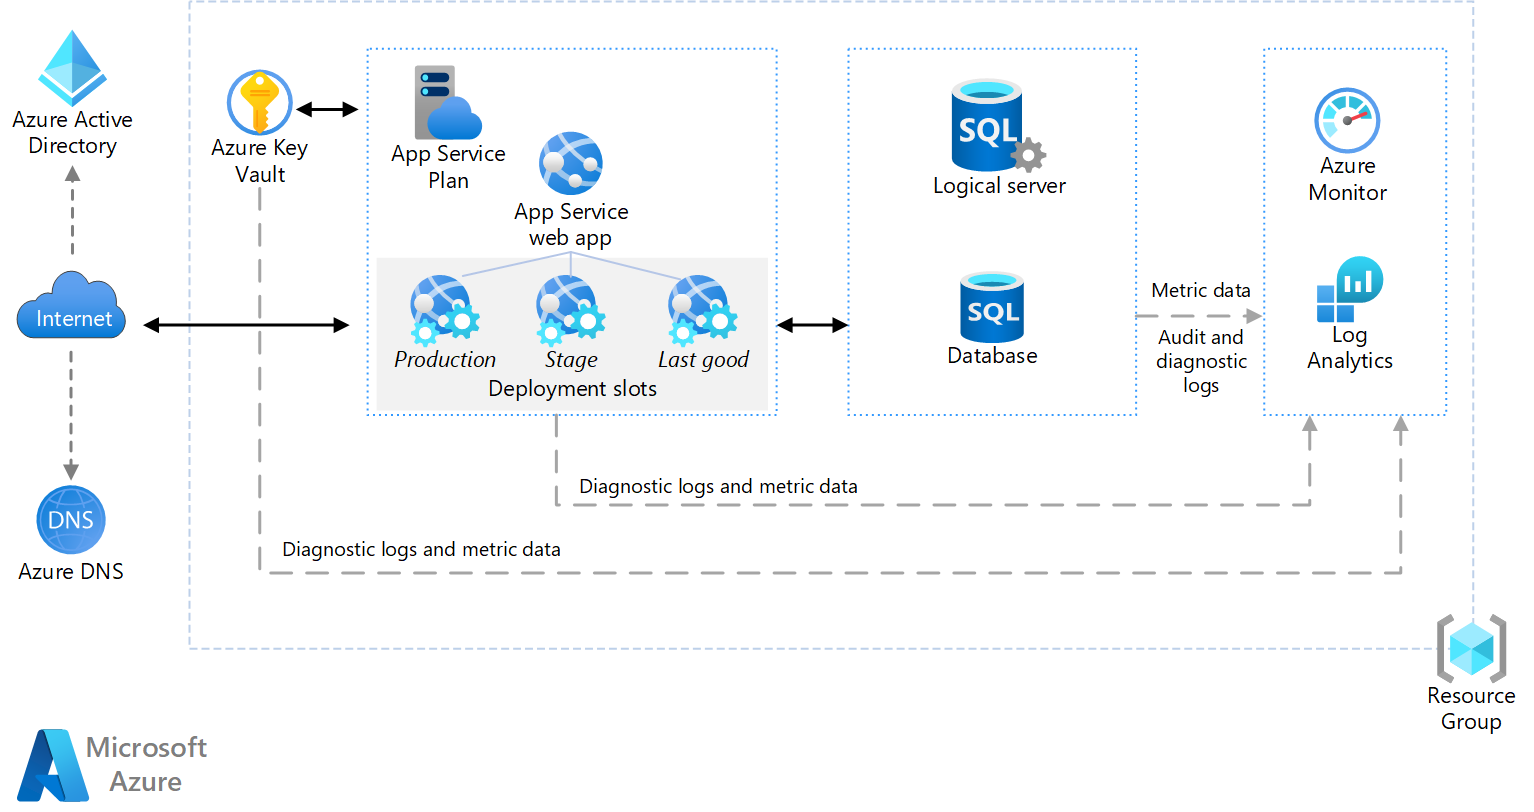 Azure Active
Directory
Internet
DNS
Azure DNS
Azure Key
Vault
App Service
Plan
App Service
web app
Production
Stage
Last good
Deployment slots
SQL
Logical server
SQL
Database
Metric data
Audit and
diagnostic
logs
Azure
Monitor
Log
Analytics
Diagnostic logs and metric data
Diagnostic logs and metric data
Resource
Group
Microsoft
Azure